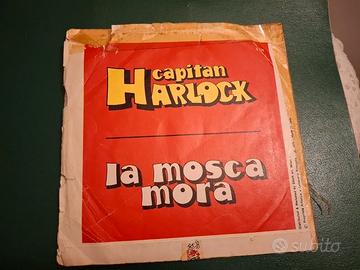 capitan
HARLOCK
la mosca
mora
subito